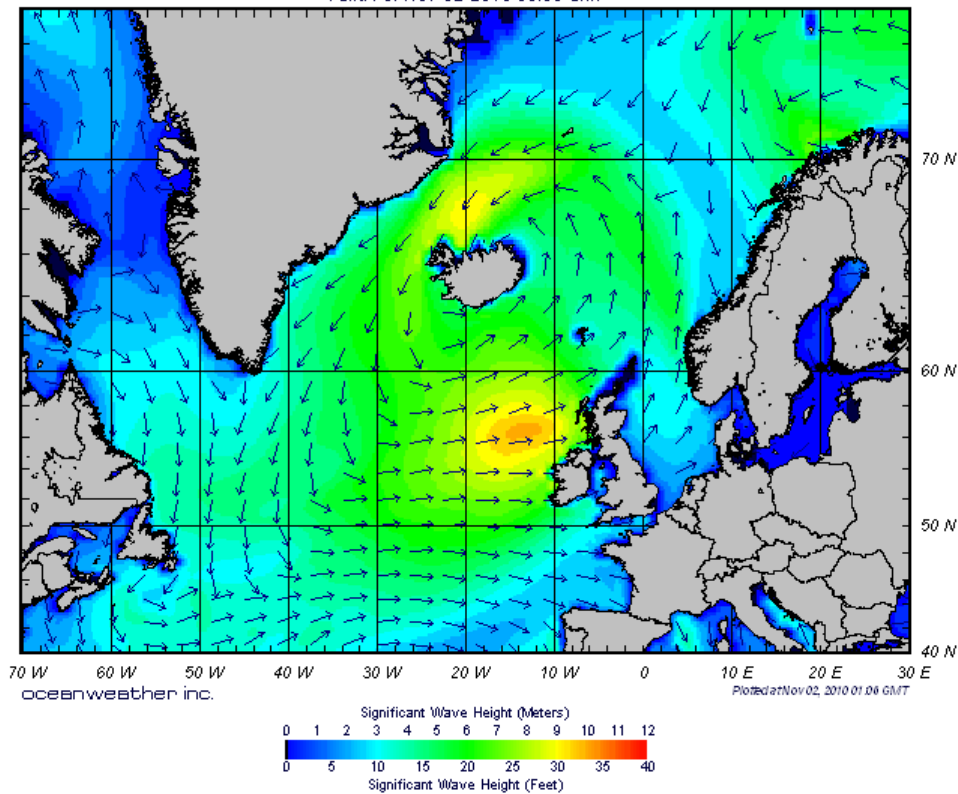 70 N
60 N
50 N
40 N
70 W 60 W 50 W 40 W 30 W 20 W 10 W 0 10 E 20 E 30 E
oceanweather inc.
Plotted at Nov 02, 2010 01:00 GMT
Significant Wave Height (Meters)
0 1 2 3 4 5 6 7 8 9 10 11 12
0 5 10 15 20 25 30 35 40
Significant Wave Height (Feet)